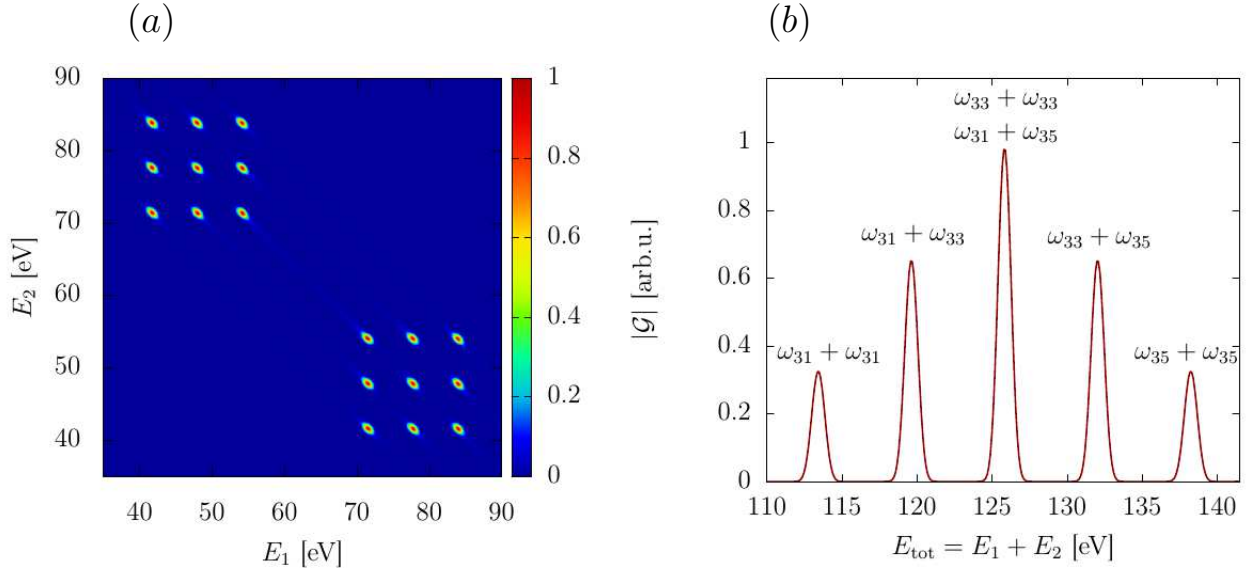 (a)
90
80
70
60
50
40
E₂ [eV]
40 50 60 70 80 90
E₁ [eV]
1
0.8
0.6
0.4
0.2
0
(b)
|𝒢| [arb.u.]
1
0.8
0.6
0.4
0.2
0
ω₃₃ + ω₃₃
ω₃₁ + ω₃₅
ω₃₁ + ω₃₃
ω₃₃ + ω₃₅
ω₃₁ + ω₃₁
ω₃₅ + ω₃₅
110 115 120 125 130 135 140
E_tot = E₁ + E₂ [eV]